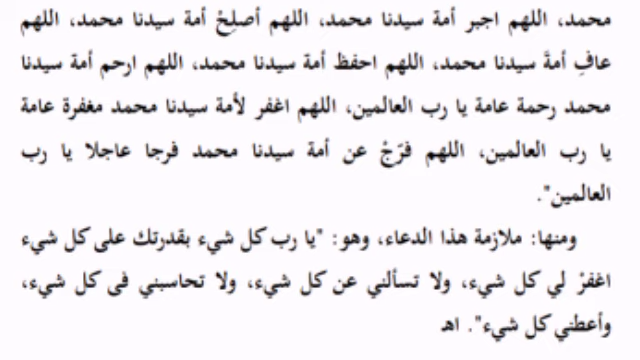 محمد، اللهم اجبر أمة سيدنا محمد، اللهم أصلِحْ أمة سيدنا محمد، اللهم
عافِ أمةَ سيدنا محمد، اللهم احفظ أمة سيدنا محمد، اللهم ارحم أمة سيدنا
محمد رحمة عامة يا رب العالمين، اللهم اغفر لأمة سيدنا محمد مغفرة عامة
يا رب العالمين، اللهم فرّجْ عن أمة سيدنا محمد فرجا عاجلا يا رب
العالمين".
ومنها: ملازمة هذا الدعاء، وهو: "يا رب كل شيء بقدرتك على كل شيء
اغفرْ لي كل شيء، ولا تسألني عن كل شيء، ولا تحاسبني فى كل شيء،
وأعطني كل شيء". اهـ